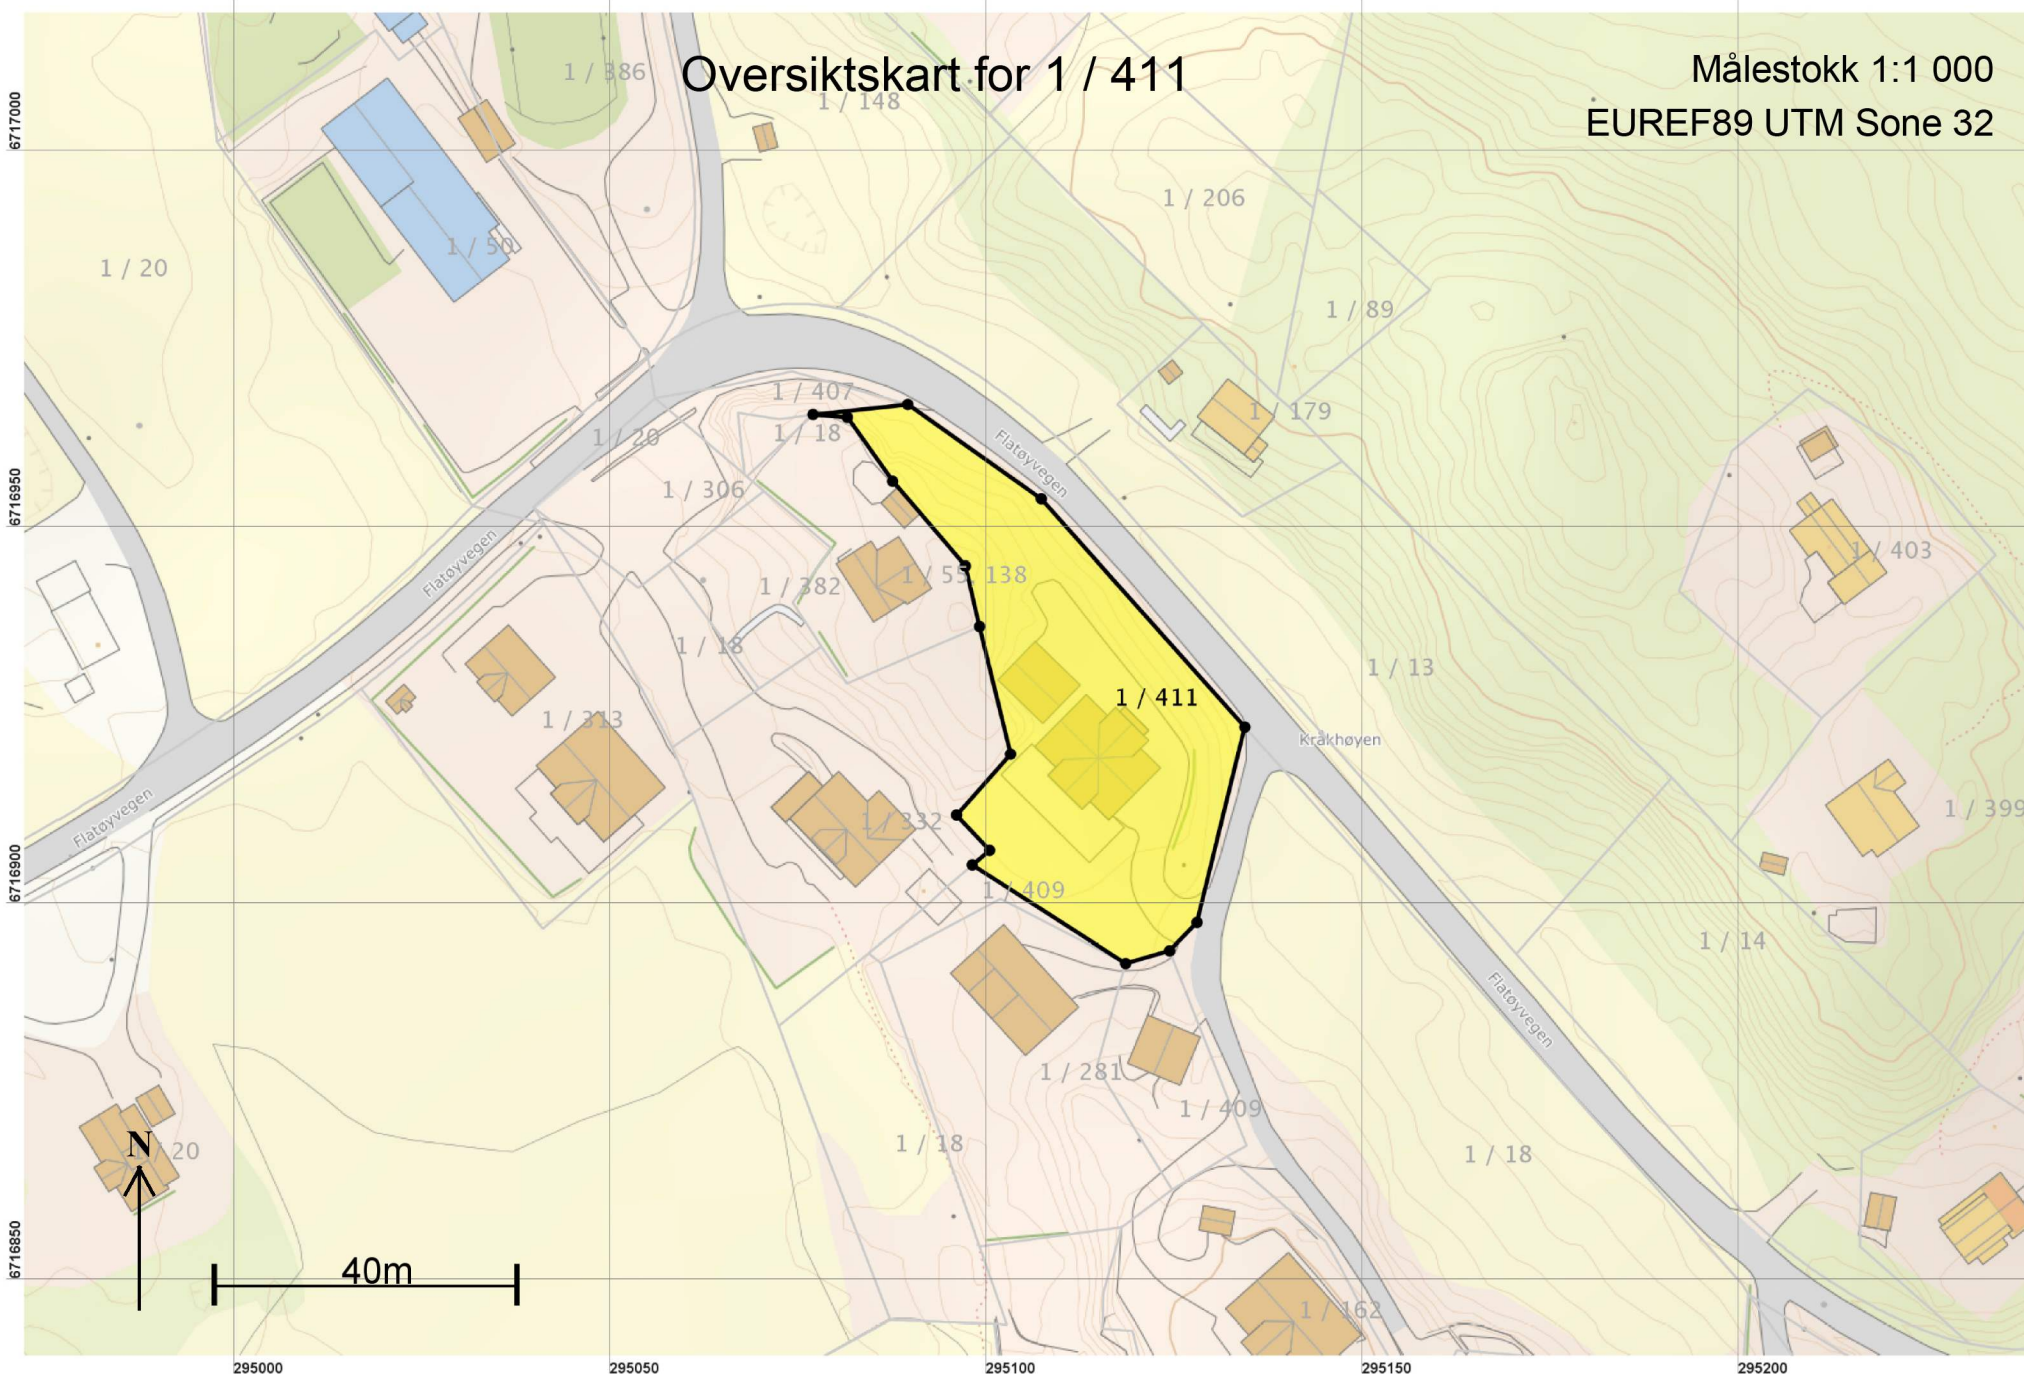 Oversiktskart for 1 / 411
Målestokk 1:1 000
EUREF89 UTM Sone 32
1 / 386
1 / 148
6717000
1 / 206
1 / 50
1 / 20
1 / 89
1 / 407
1 / 179
1 / 18
1 / 20
Flatøyvegen
1 / 306
6716950
1 / 403
Flatøyvegen
1 / 382
1 / 55, 138
1 / 18
1 / 13
1 / 411
1 / 313
Kråkhøyen
Flatøyvegen
1 / 332
1 / 399
6716900
1 / 409
1 / 14
Flatøyvegen
1 / 281
1 / 409
N
/ 20
1 / 18
1 / 18
6716850
40m
1 / 162
295000
295050
295100
295150
295200